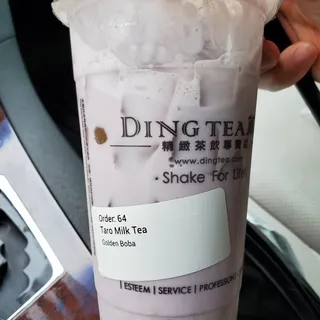 DING TEA
精緻茶飲專賣店
www.dingtea.com
Shake For Life!
Order: 64
Taro Milk Tea
Golden Boba
| ESTEEM | SERVICE |